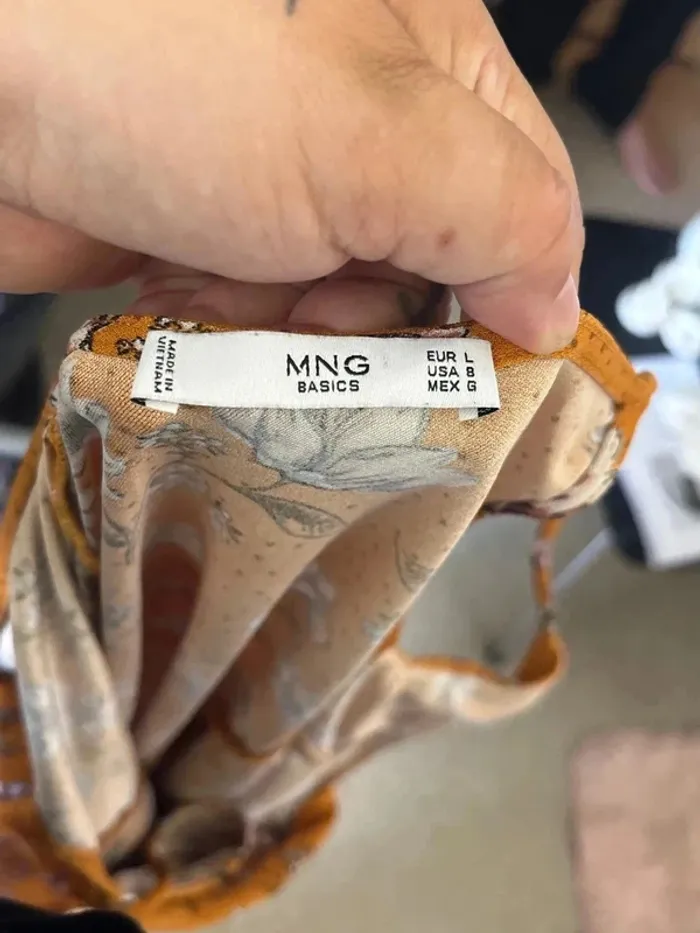 MADE IN
VIETNAM
MNG
BASICS
EUR L
USA 8
MEX G